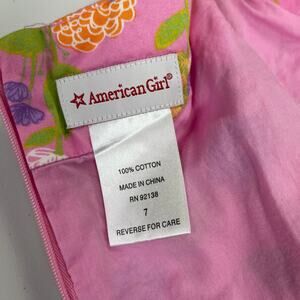 American Girl®
100% COTTON
MADE IN CHINA
RN 92138
7
REVERSE FOR CARE